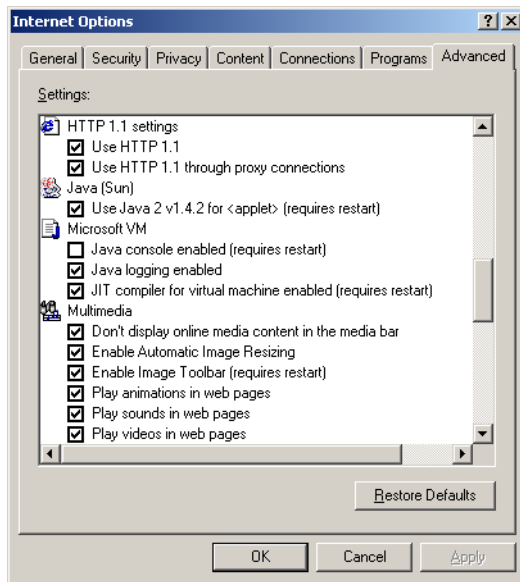 Internet Options
General Security Privacy Content Connections Programs Advanced
Settings:
HTTP 1.1 settings
Use HTTP 1.1
Use HTTP 1.1 through proxy connections
Java (Sun)
Use Java 2 v1.4.2 for <applet> (requires restart)
Microsoft VM
Java console enabled (requires restart)
Java logging enabled
JIT compiler for virtual machine enabled (requires restart)
Multimedia
Don't display online media content in the media bar
Enable Automatic Image Resizing
Enable Image Toolbar (requires restart)
Play animations in web pages
Play sounds in web pages
Play videos in web pages
Restore Defaults
OK Cancel Apply